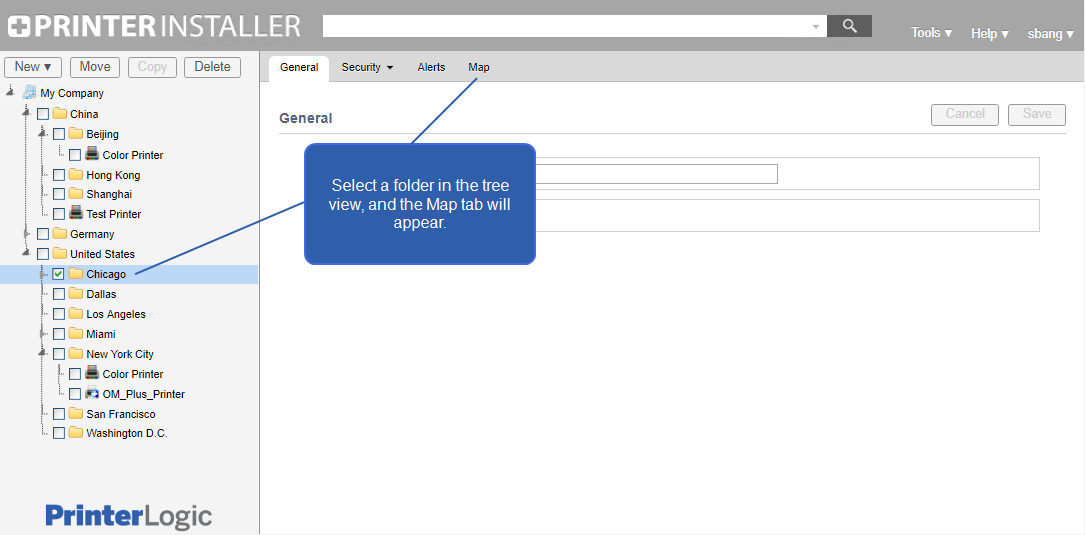 PRINTERINSTALLER
Tools ▾ Help ▾ sbang ▾
New ▾ Move Copy Delete
General Security ▾ Alerts Map
My Company
China
Beijing
Color Printer
Hong Kong
Shanghai
Test Printer
Germany
United States
Chicago
Dallas
Los Angeles
Miami
New York City
Color Printer
OM_Plus_Printer
San Francisco
Washington D.C.
PrinterLogic
General
Cancel Save
Select a folder in the tree
view, and the Map tab will
appear.